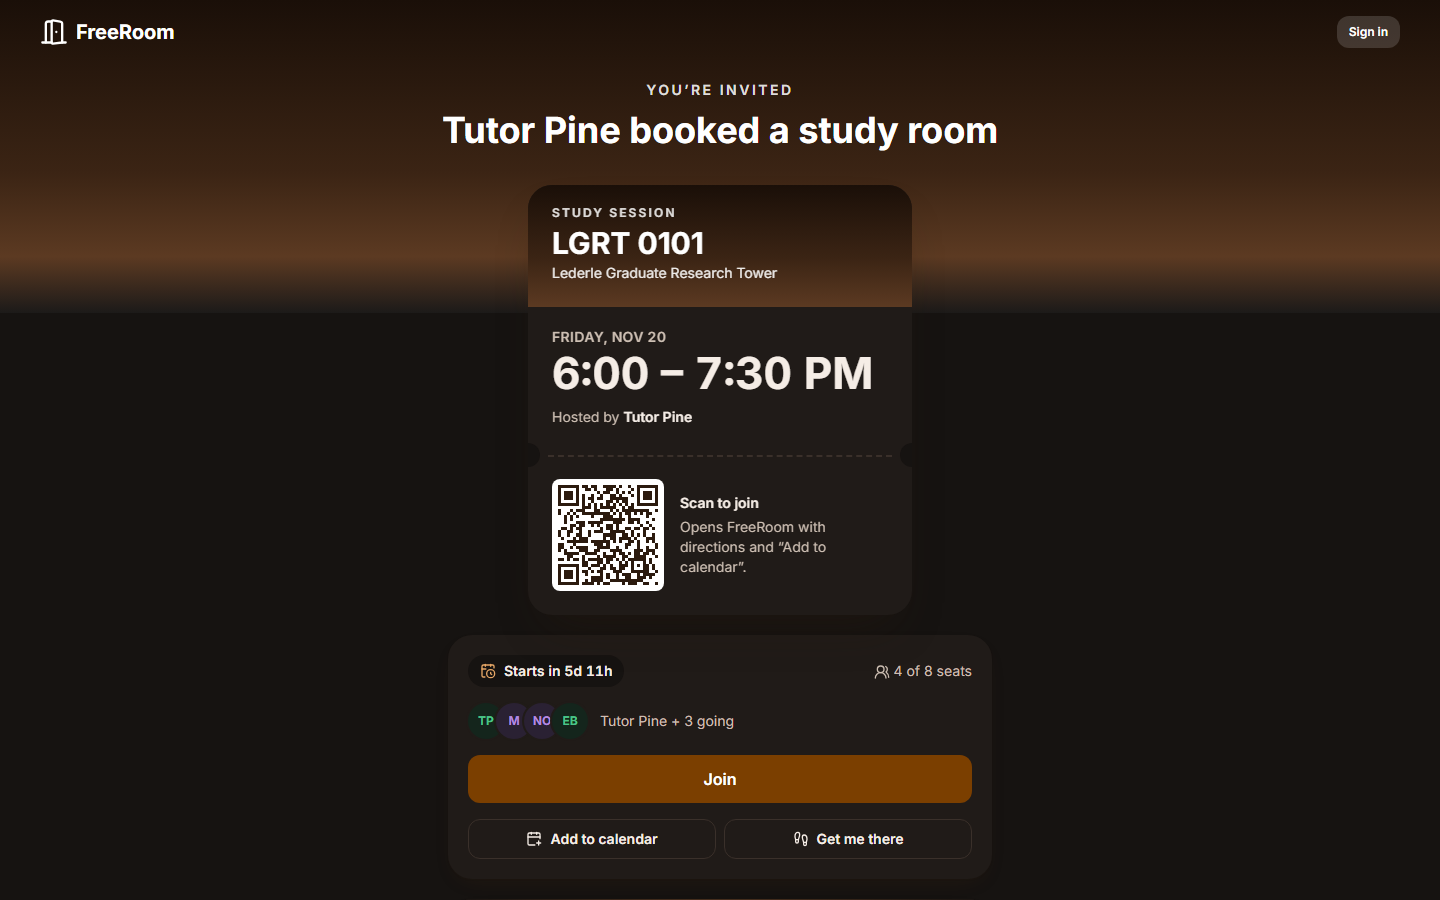 FreeRoom
Sign in
YOU'RE INVITED
Tutor Pine booked a study room
STUDY SESSION
LGRT 0101
Lederle Graduate Research Tower
FRIDAY, NOV 20
6:00 – 7:30 PM
Hosted by Tutor Pine
Scan to join
Opens FreeRoom with
directions and “Add to
calendar”.
Starts in 5d 11h
4 of 8 seats
TP M NO EB
Tutor Pine + 3 going
Join
Add to calendar
Get me there